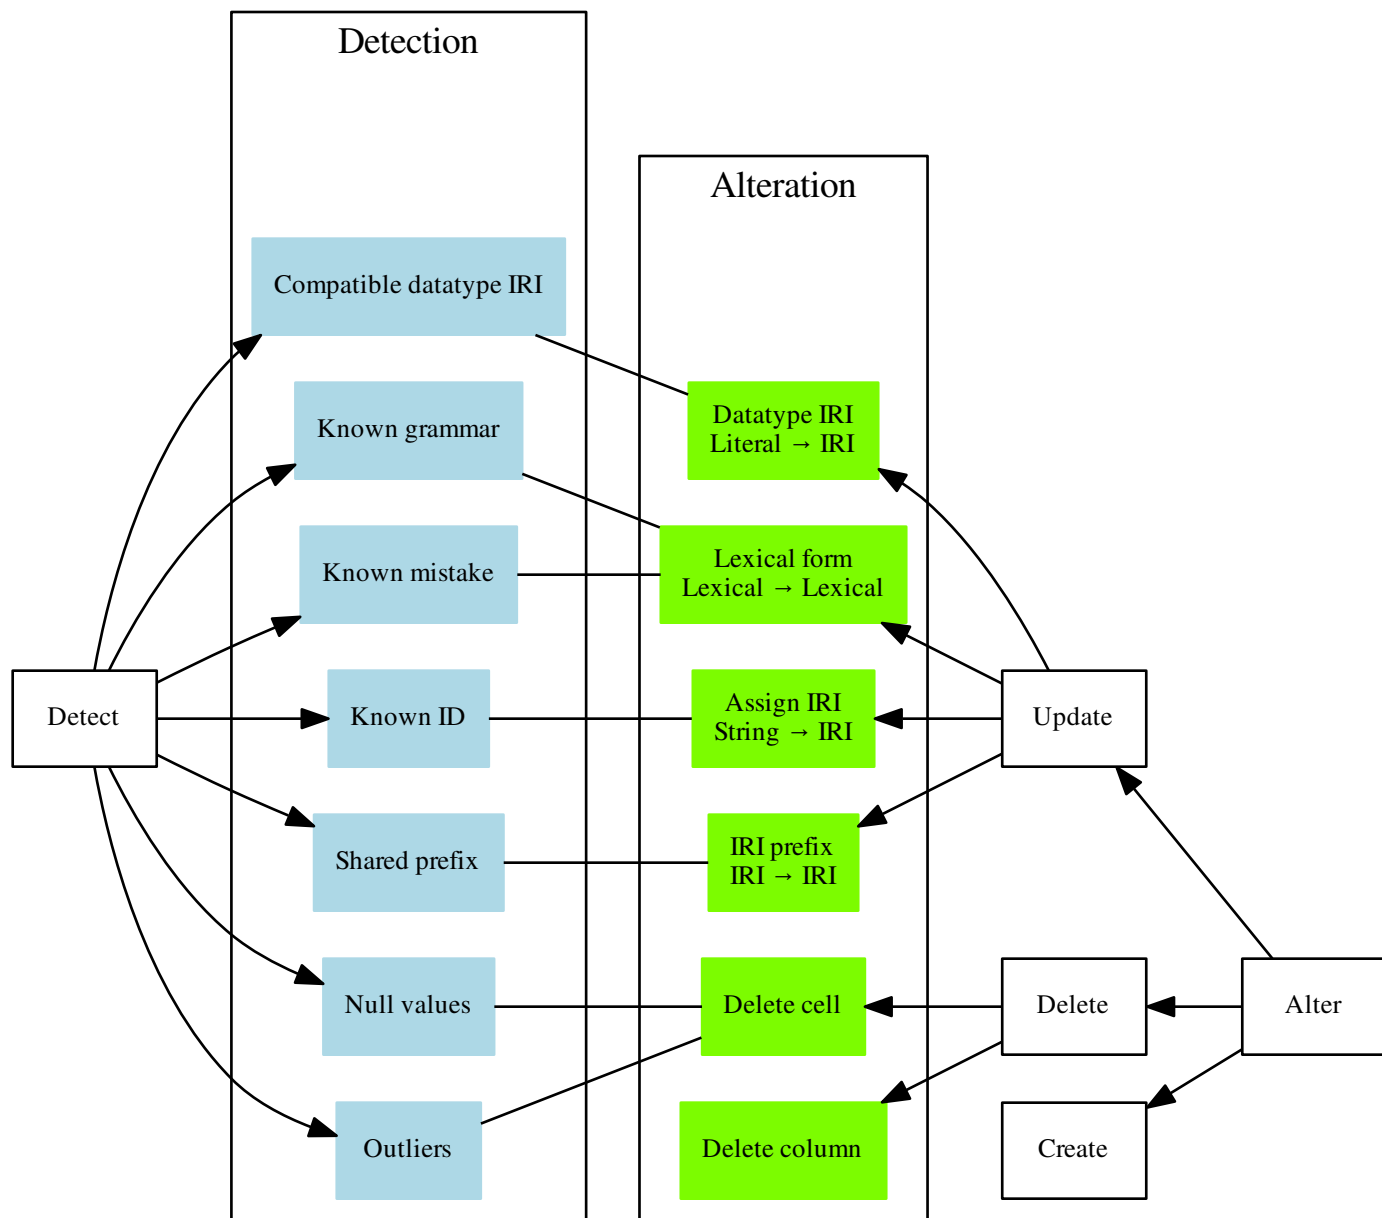 Detection
Alteration
Compatible datatype IRI
Known grammar
Datatype IRI
Literal → IRI
Known mistake
Lexical form
Lexical → Lexical
Detect
Known ID
Assign IRI
String → IRI
Update
Shared prefix
IRI prefix
IRI → IRI
Null values
Delete cell
Delete
Alter
Outliers
Delete column
Create